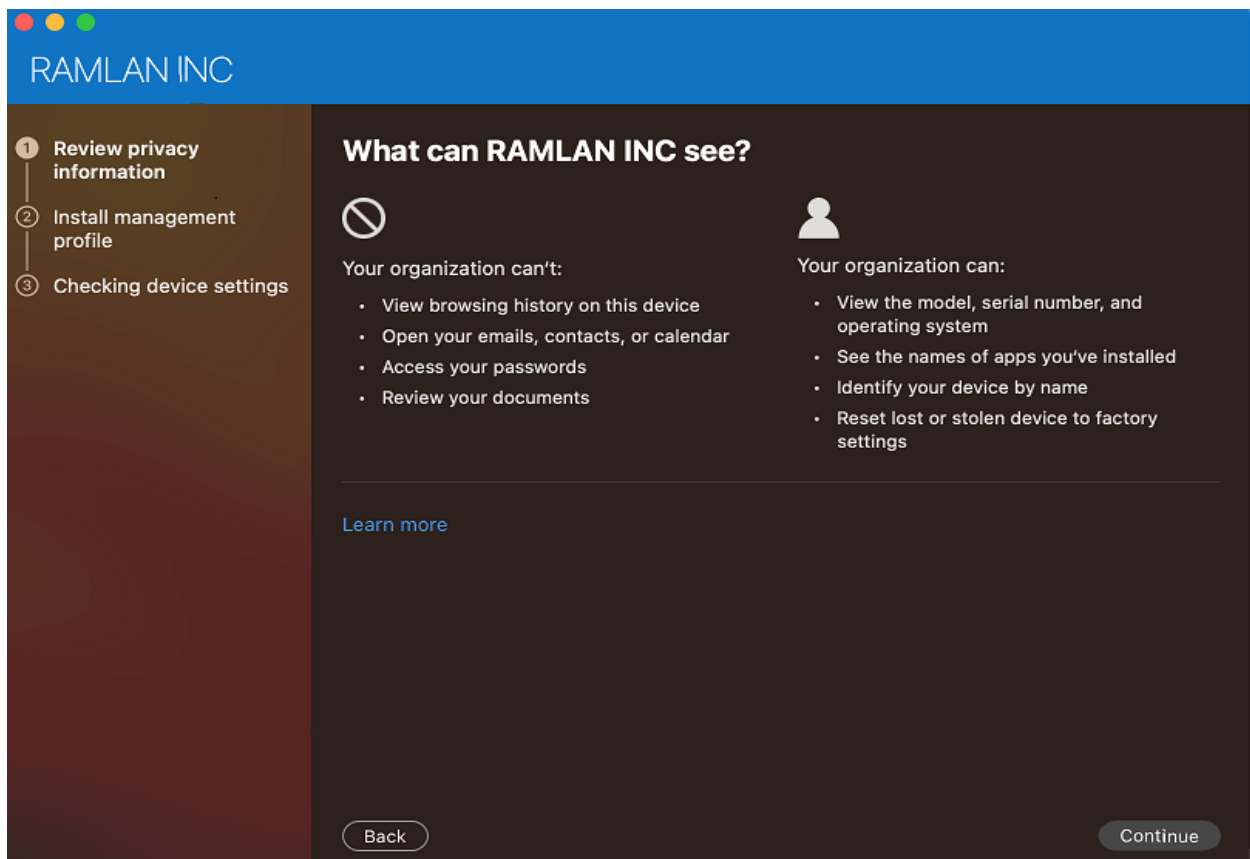 RAMLAN INC
1 Review privacy
information
2 Install management
profile
3 Checking device settings
What can RAMLAN INC see?
Your organization can't:
• View browsing history on this device
• Open your emails, contacts, or calendar
• Access your passwords
• Review your documents
Your organization can:
• View the model, serial number, and
operating system
• See the names of apps you've installed
• Identify your device by name
• Reset lost or stolen device to factory
settings
Learn more
Back
Continue